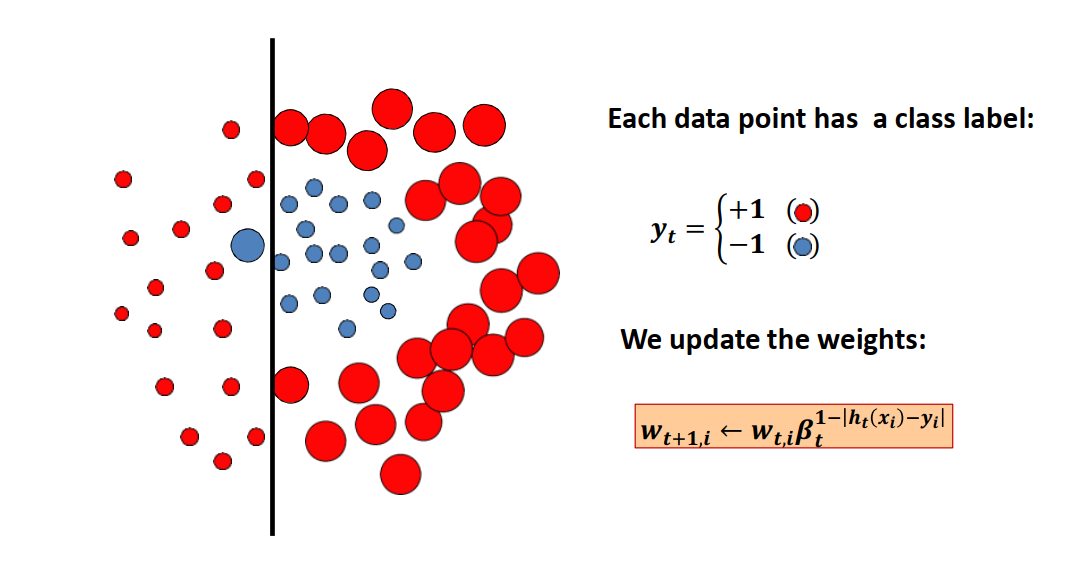 Each data point has a class label:
y_t = { +1 ( )
−1 ( )
We update the weights:
w_{t+1,i} ← w_{t,i} β_t^{1−|h_t(x_i)−y_i|}